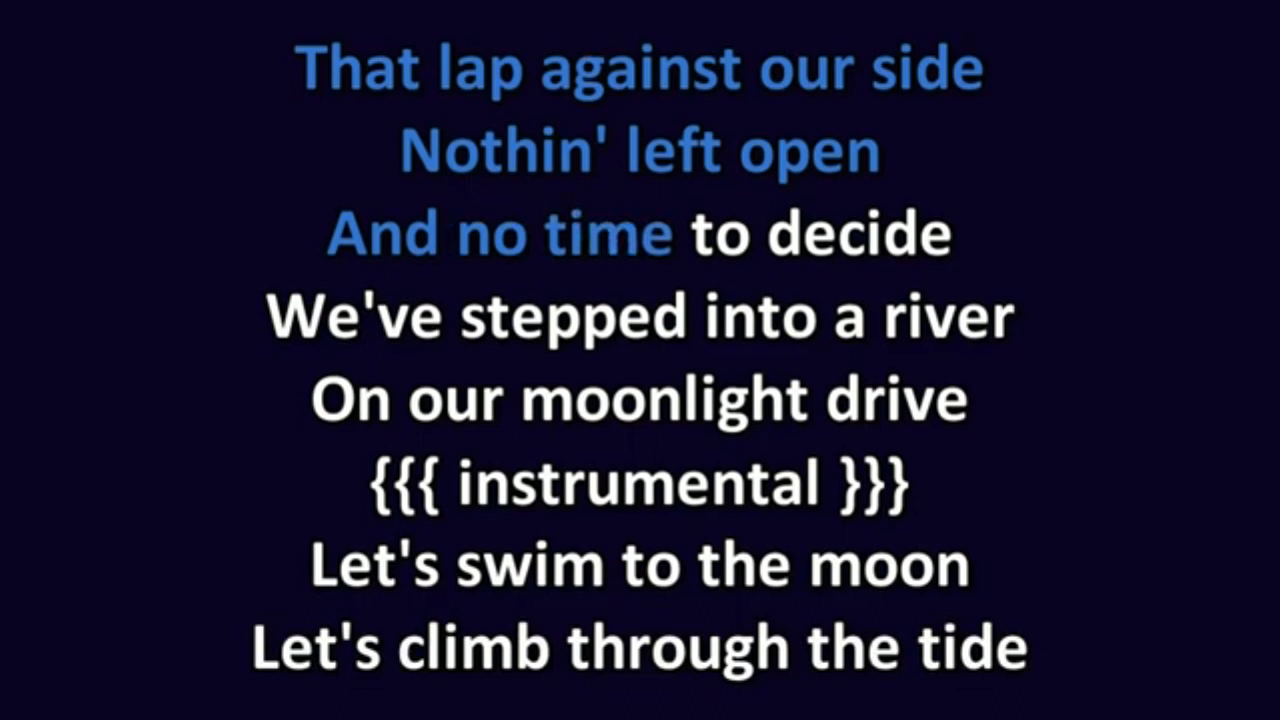 That lap against our side
Nothin' left open
And no time to decide
We've stepped into a river
On our moonlight drive
{{{ instrumental }}}
Let's swim to the moon
Let's climb through the tide